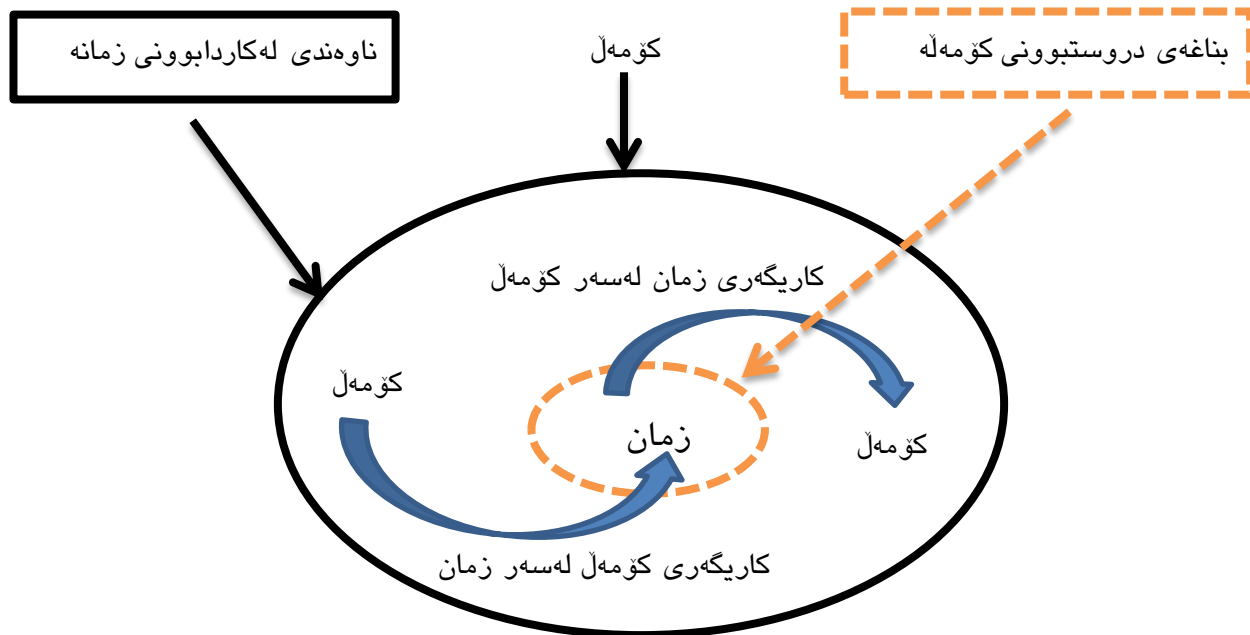 بناغەی دروستبوونی کۆمەڵە
کۆمەڵ
ناوەندی لەکاردابوونی زمانە
کاریگەری زمان لەسەر کۆمەڵ
کۆمەڵ
زمان
کۆمەڵ
کاریگەری کۆمەڵ لەسەر زمان